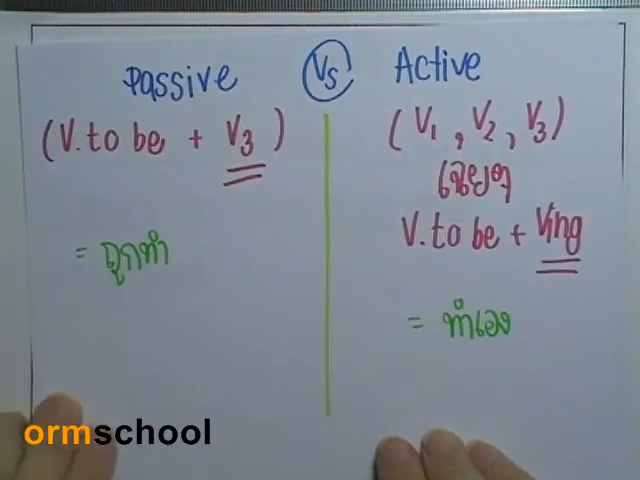 Passive Vs Active
(V. to be + V3)
= ถูกทำ
(V1, V2, V3)
เฉยๆ
V. to be + Ving
= ทำเอง
ormschool